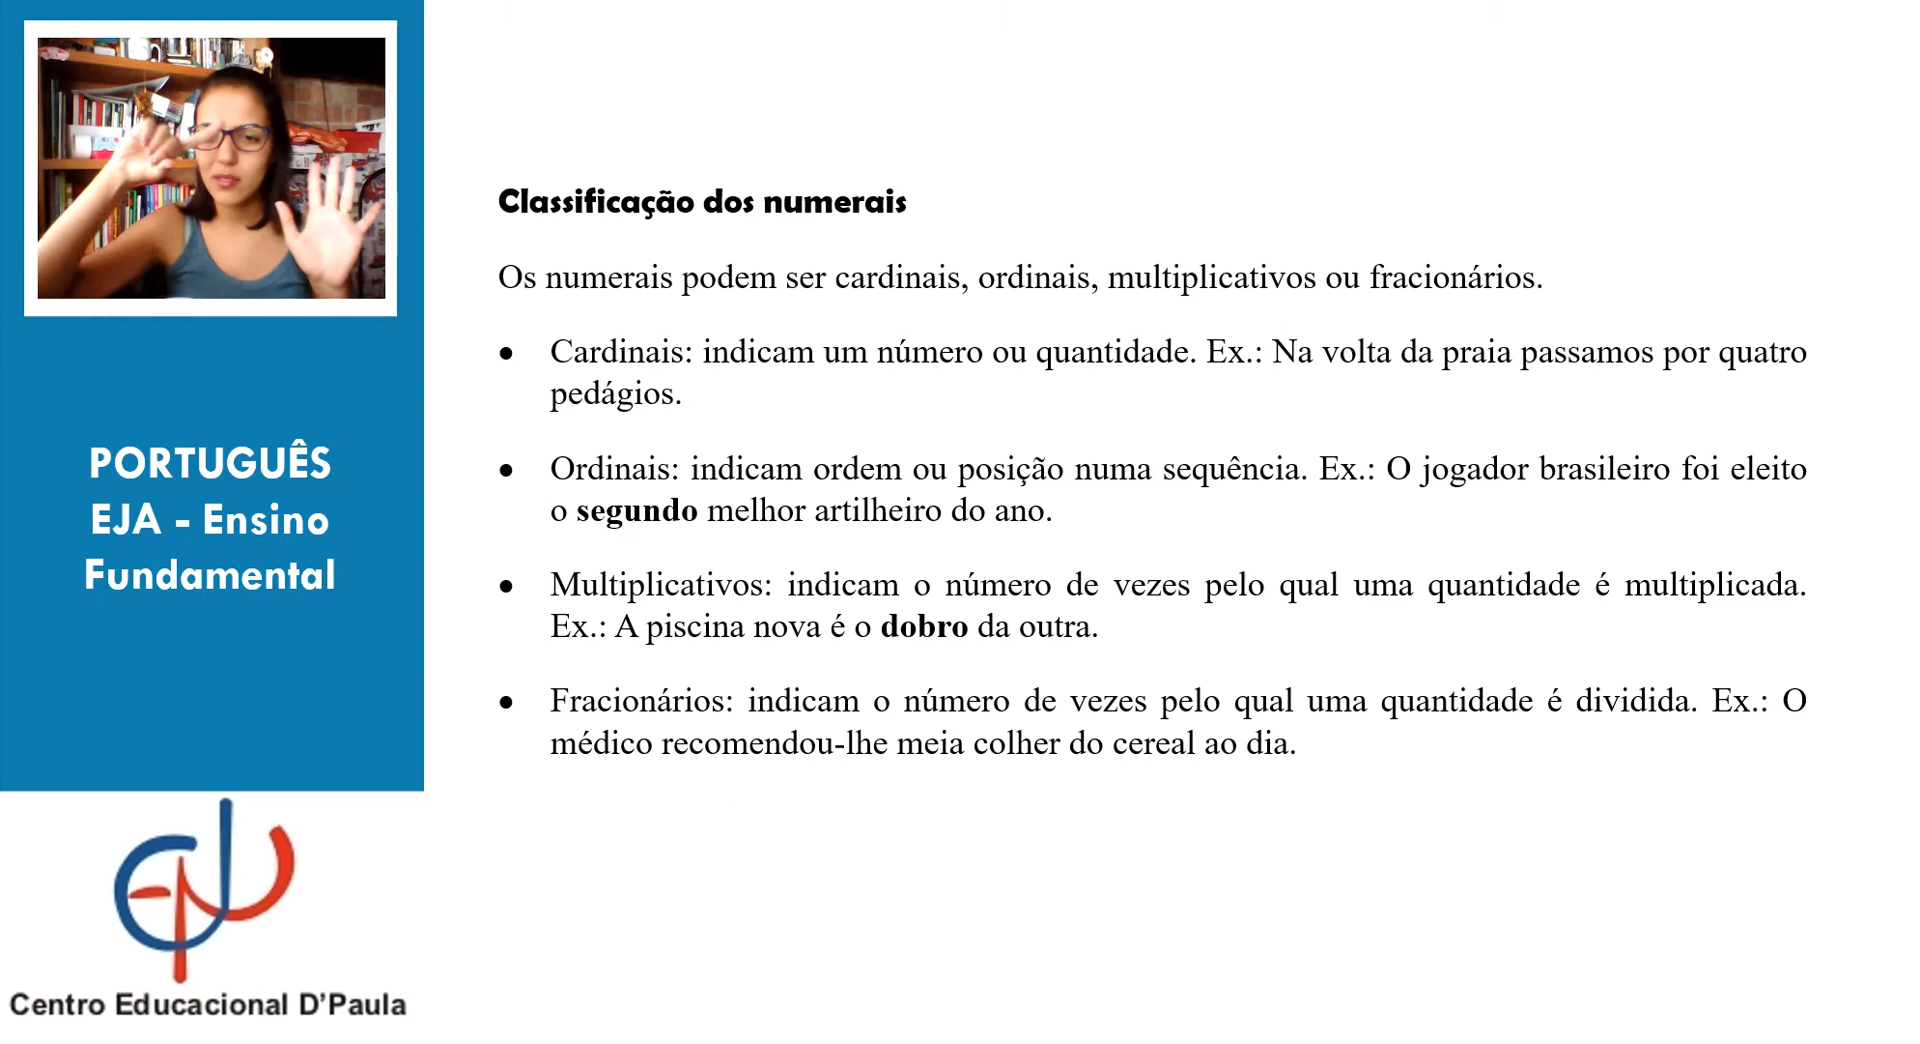 Classificação dos numerais
Os numerais podem ser cardinais, ordinais, multiplicativos ou fracionários.
• Cardinais: indicam um número ou quantidade. Ex.: Na volta da praia passamos por quatro
pedágios.
• Ordinais: indicam ordem ou posição numa sequência. Ex.: O jogador brasileiro foi eleito
o segundo melhor artilheiro do ano.
• Multiplicativos: indicam o número de vezes pelo qual uma quantidade é multiplicada.
Ex.: A piscina nova é o dobro da outra.
• Fracionários: indicam o número de vezes pelo qual uma quantidade é dividida. Ex.: O
médico recomendou-lhe meia colher do cereal ao dia.
PORTUGUÊS
EJA - Ensino
Fundamental
Centro Educacional D'Paula